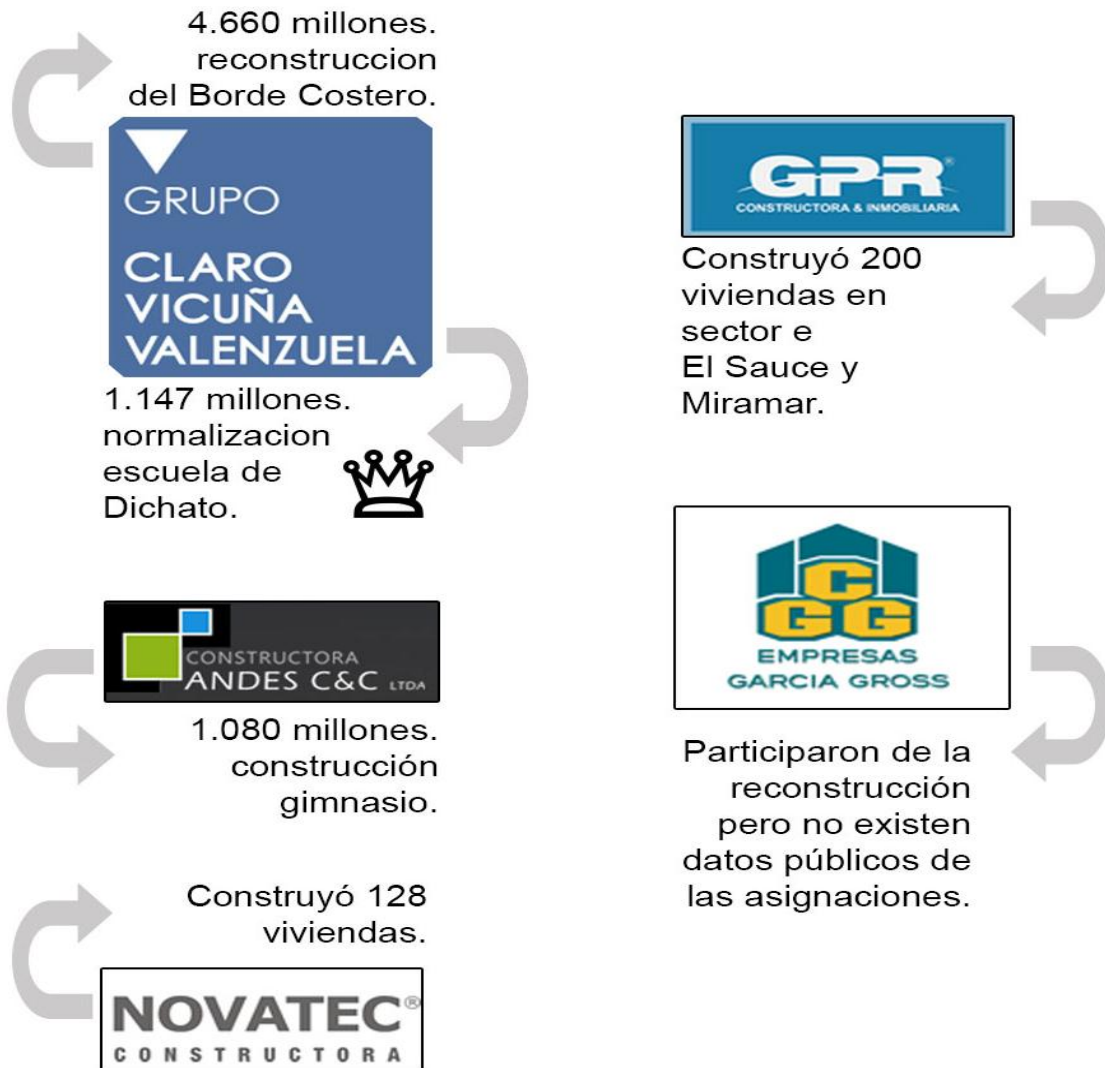 4.660 millones.
reconstruccion
del Borde Costero.
GRUPO
CLARO
VICUÑA
VALENZUELA
1.147 millones.
normalizacion
escuela de
Dichato.
CONSTRUCTORA
ANDES C&C LTDA
1.080 millones.
construcción
gimnasio.
Construyó 128
viviendas.
NOVATEC®
CONSTRUCTORA
GPR®
CONSTRUCTORA & INMOBILIARIA
Construyó 200
viviendas en
sector e
El Sauce y
Miramar.
C
GG
EMPRESAS
GARCIA GROSS
Participaron de la
reconstrucción
pero no existen
datos públicos de
las asignaciones.